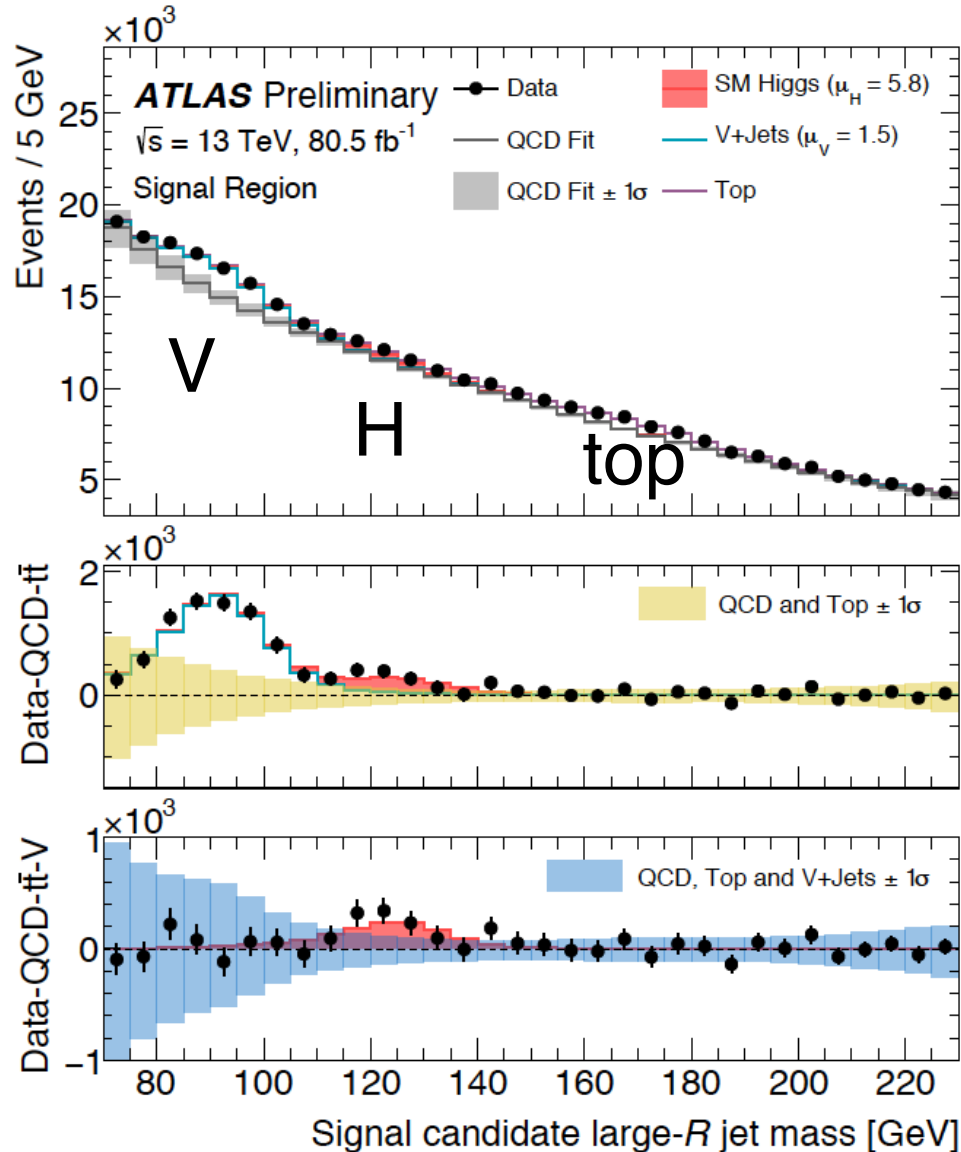 ×10³
Events / 5 GeV
25
20
15
10
5
ATLAS Preliminary
√s = 13 TeV, 80.5 fb⁻¹
Signal Region
Data
QCD Fit
QCD Fit ± 1σ
SM Higgs (μ_H = 5.8)
V+Jets (μ_V = 1.5)
Top
V
H
top
×10³
Data-QCD-tt̄
2
0
QCD and Top ± 1σ
×10³
Data-QCD-tt̄-V
1
0
−1
QCD, Top and V+Jets ± 1σ
80 100 120 140 160 180 200 220
Signal candidate large-R jet mass [GeV]